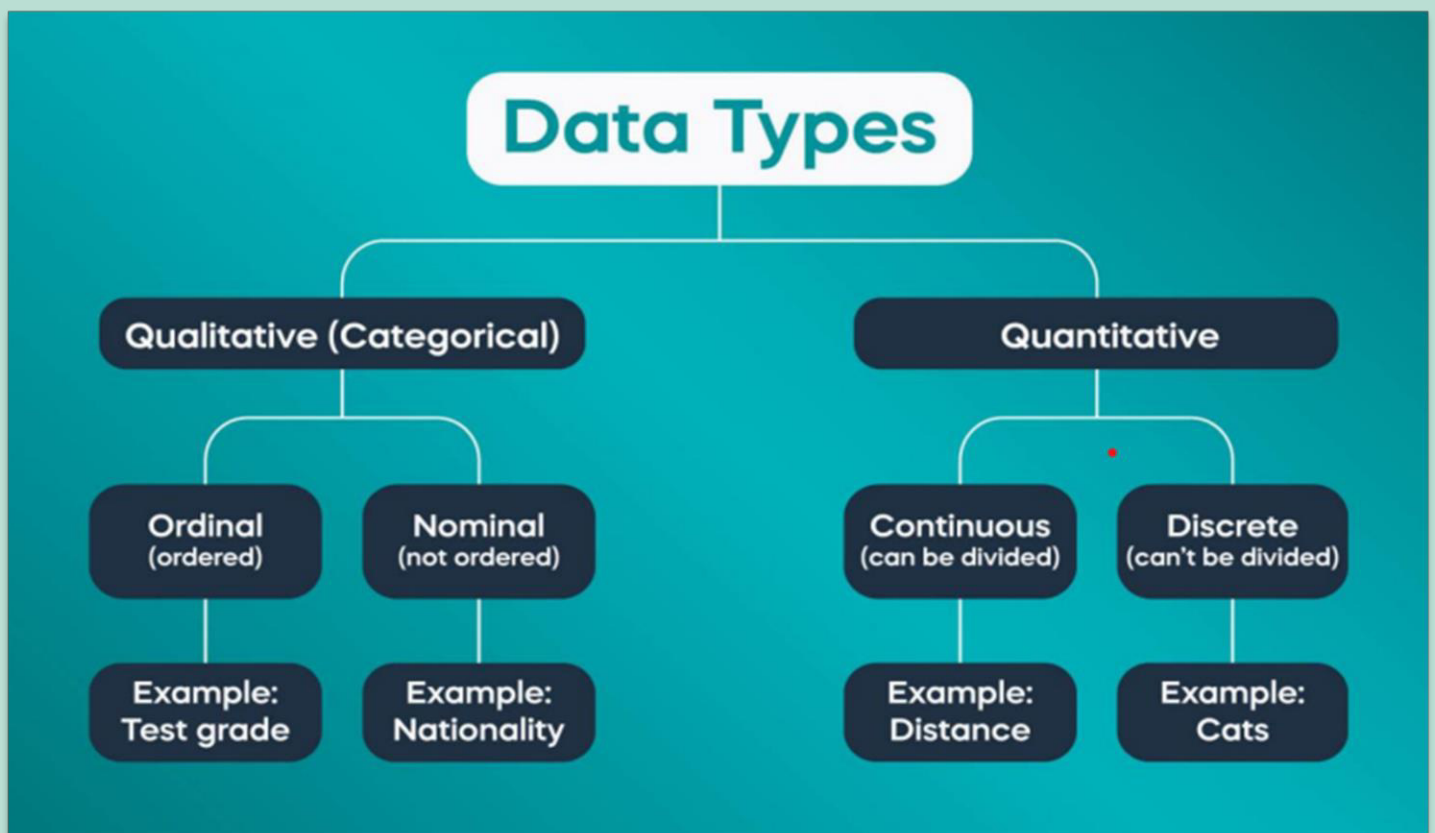 Data Types
Qualitative (Categorical)
Quantitative
Ordinal
(ordered)
Nominal
(not ordered)
Continuous
(can be divided)
Discrete
(can't be divided)
Example:
Test grade
Example:
Nationality
Example:
Distance
Example:
Cats